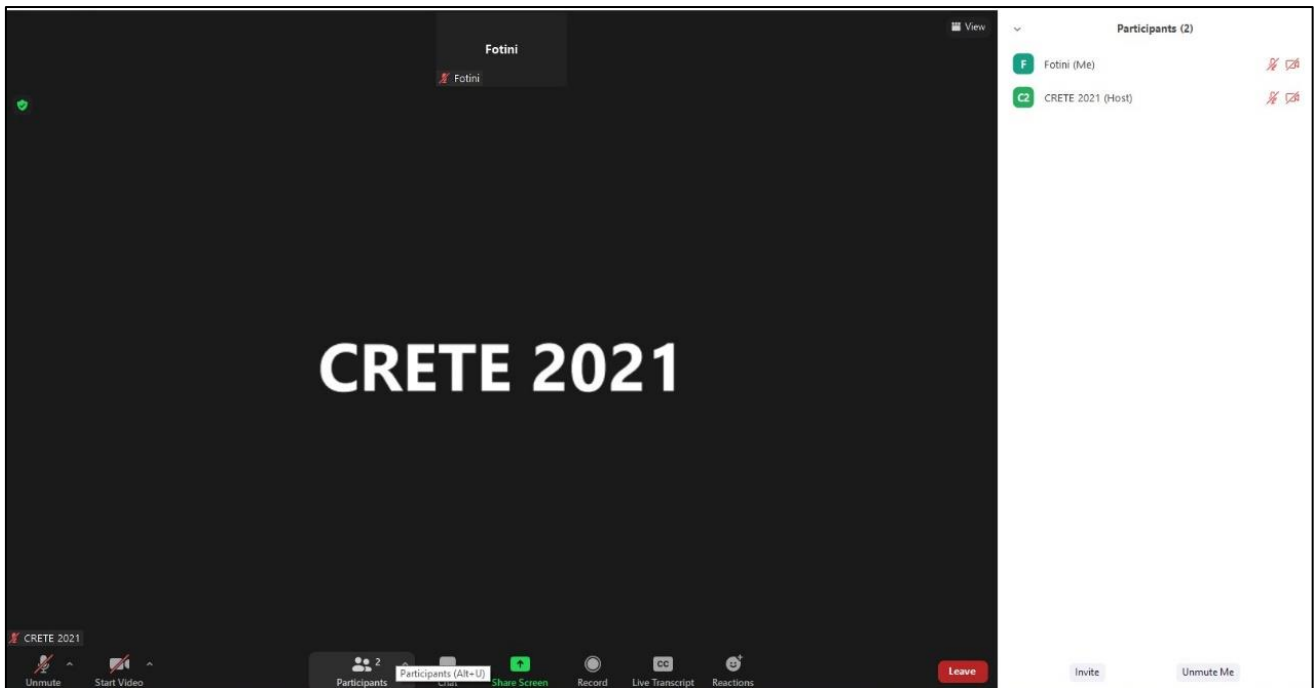 View
Fotini
Fotini
CRETE 2021
CRETE 2021
Unmute
Start Video
2
Participants
Participants (Alt+U)
Chat
Share Screen
Record
CC
Live Transcript
Reactions
Leave
Participants (2)
F Fotini (Me)
C2 CRETE 2021 (Host)
Invite Unmute Me